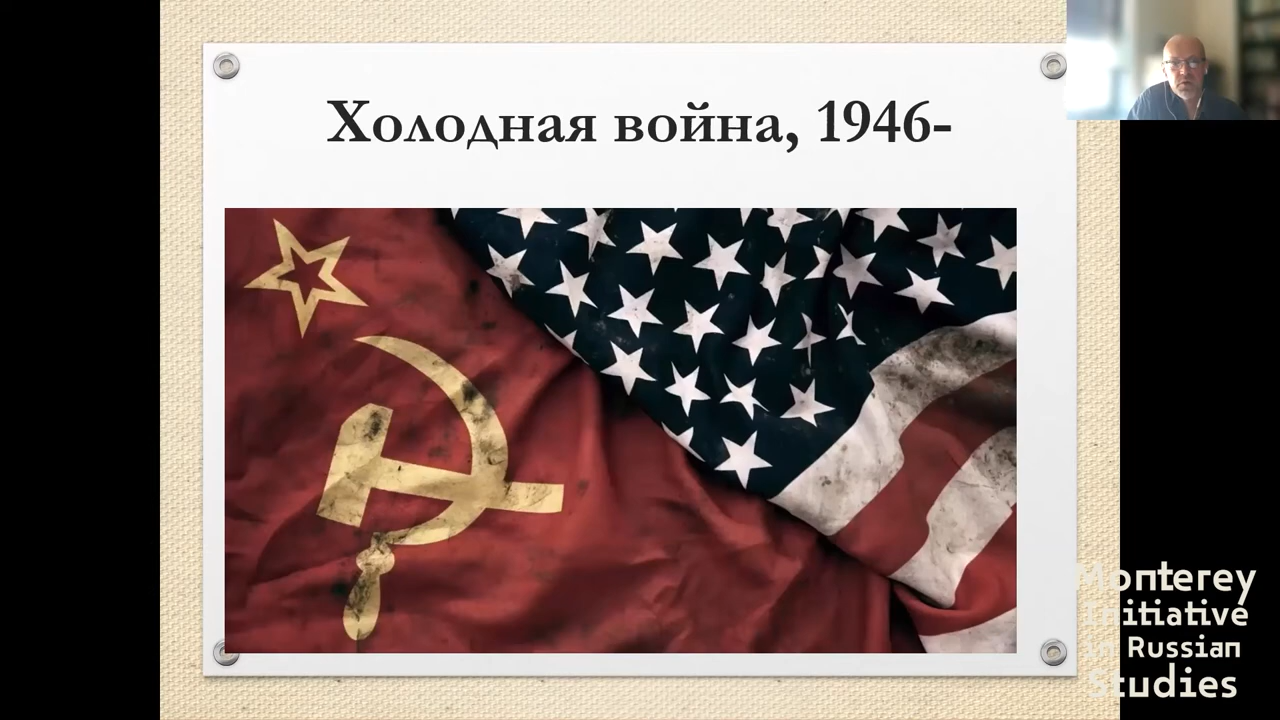 Холодная война, 1946-
Monterey
Initiative
in Russian
Studies